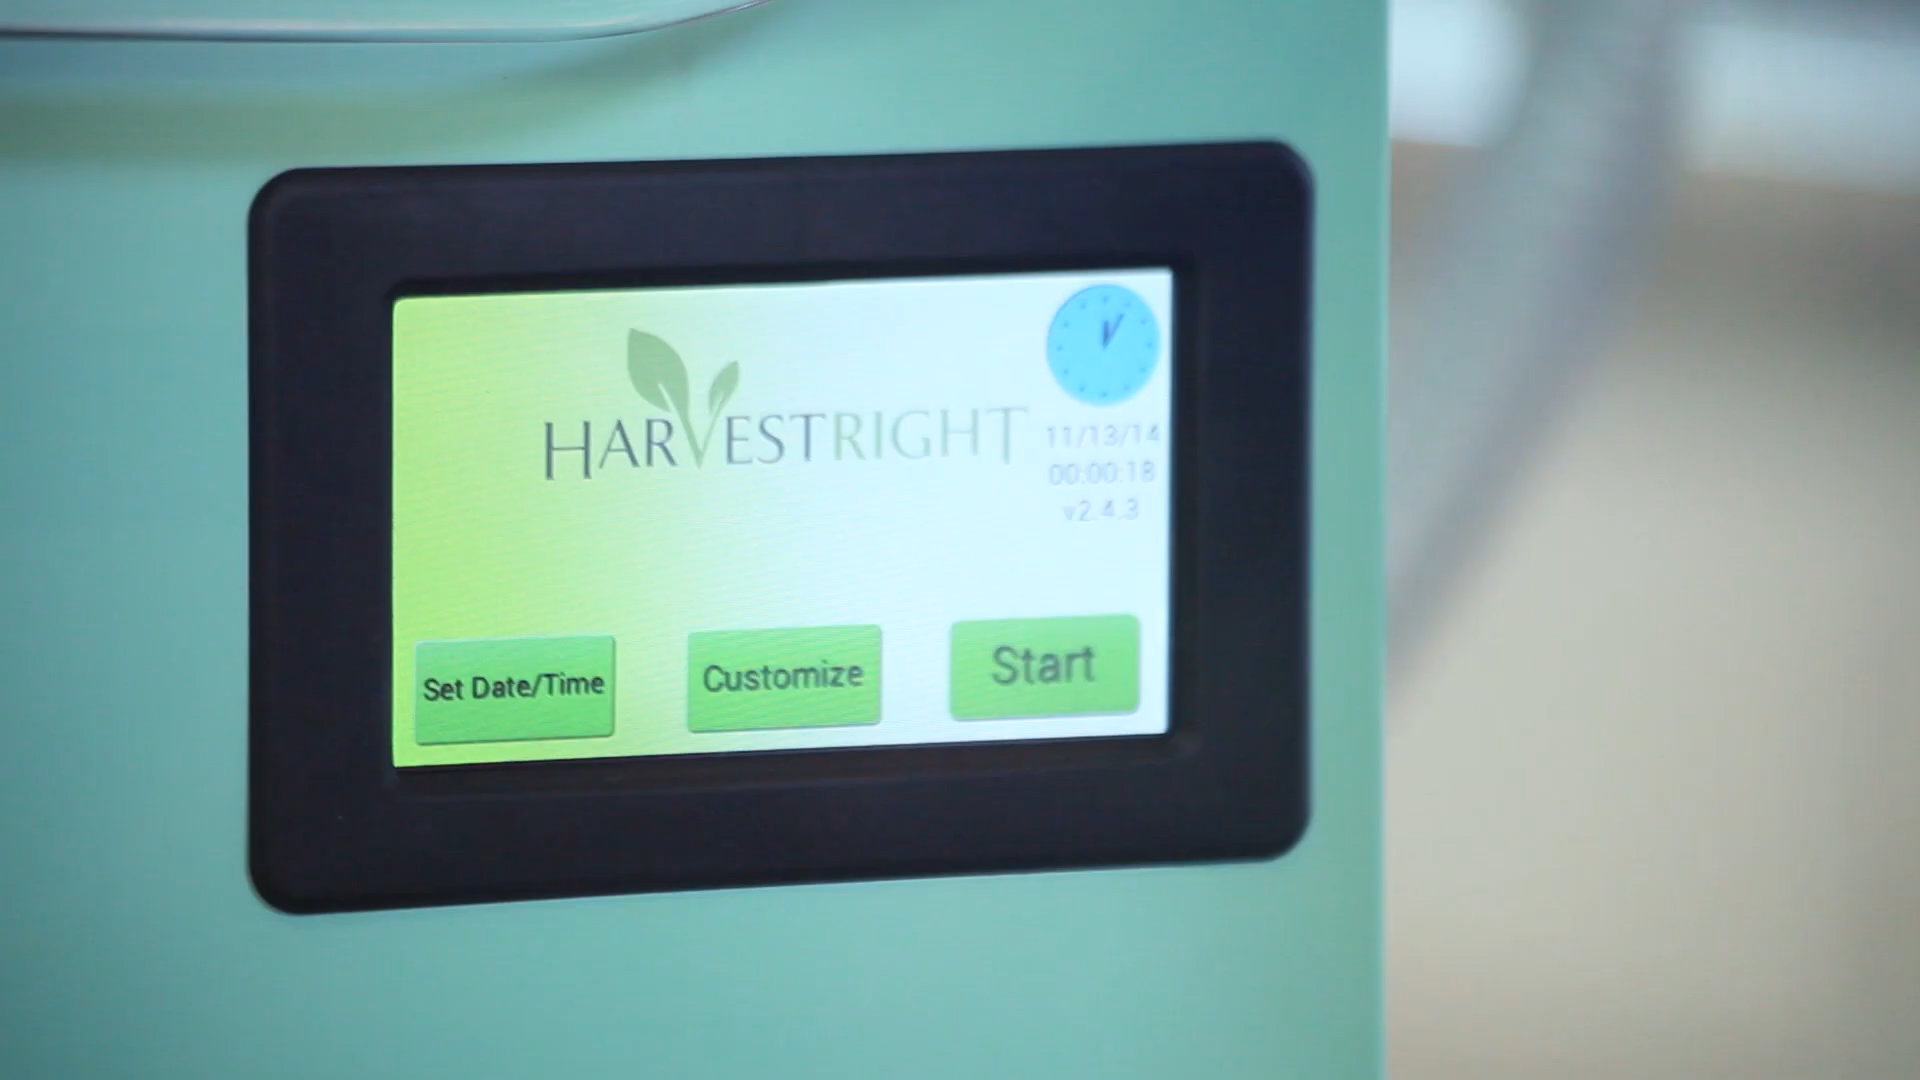 HARVESTRIGHT
11/13/14
00:00:18
v2.4.3
Set Date/Time
Customize
Start